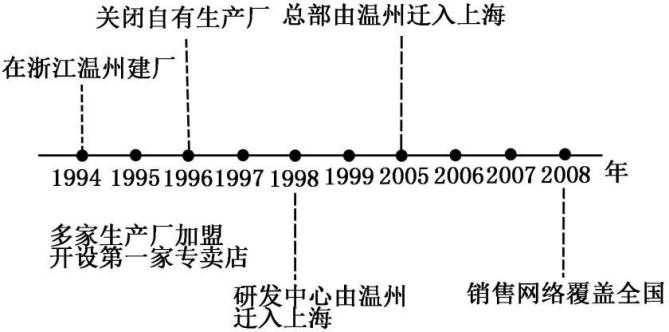 关闭自有生产厂
总部由温州迁入上海
在浙江温州建厂
1994 1995 1996 1997 1998 1999 2005 2006 2007 2008 年
多家生产厂加盟
开设第一家专卖店
研发中心由温州
迁入上海
销售网络覆盖全国